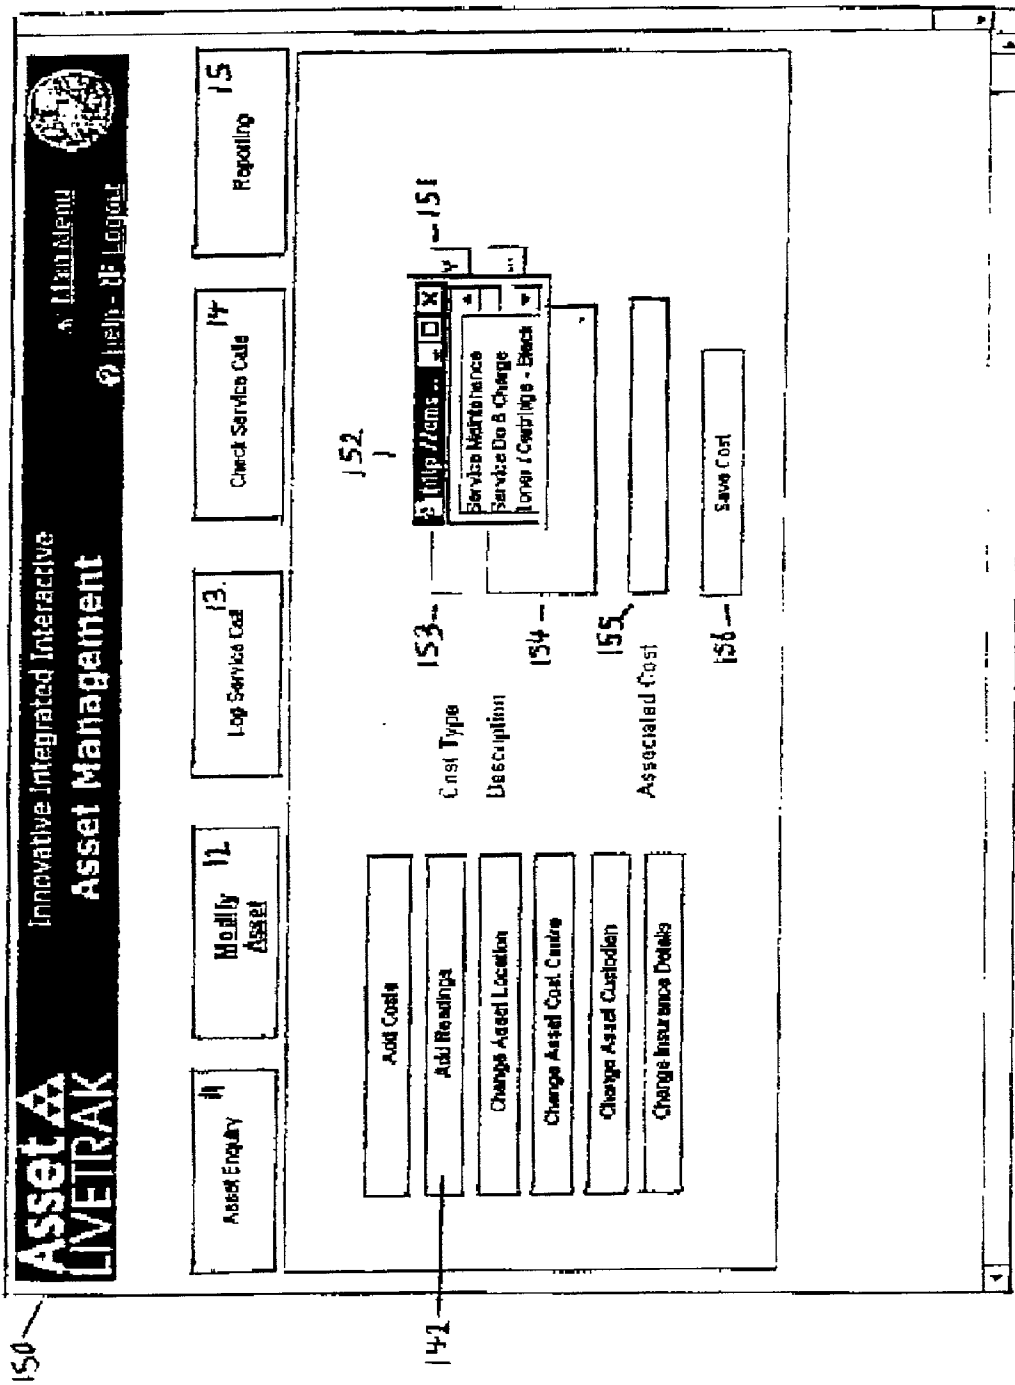 150
Asset
LIVETRAK
Innovative Integrated Interactive
Asset Management
Main Menu
help - Logout
Asset Enquiry
11
Modify
Asset
12
Log Service Call
13.
Check Service Calls
14
Reporting
15
142
Add Costs
Add Readings
Change Asset Location
Change Asset Cost Centre
Change Asset Custodian
Change Insurance Details
Cost Type
Description
Associated Cost
151
152
153
154
155
156
Service Maintenance
Service Do & Charge
Toner / Cartridge - Black
Save Cost